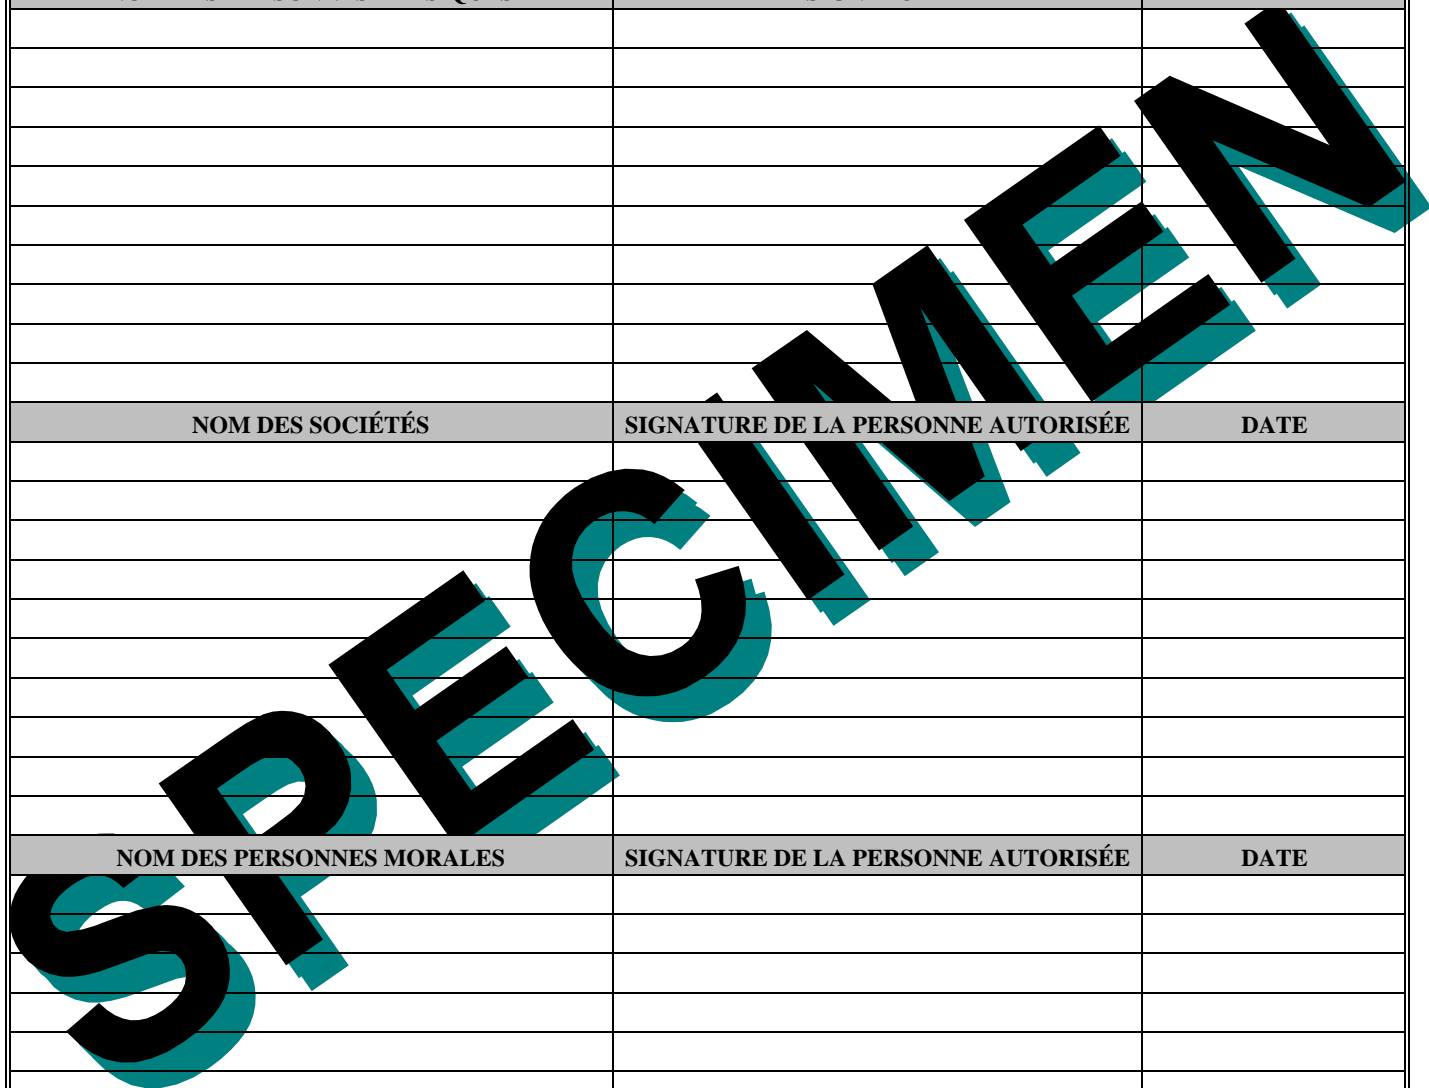 NOM DES SOCIÉTÉS SIGNATURE DE LA PERSONNE AUTORISÉE DATE
SPECIMEN
NOM DES PERSONNES MORALES SIGNATURE DE LA PERSONNE AUTORISÉE DATE